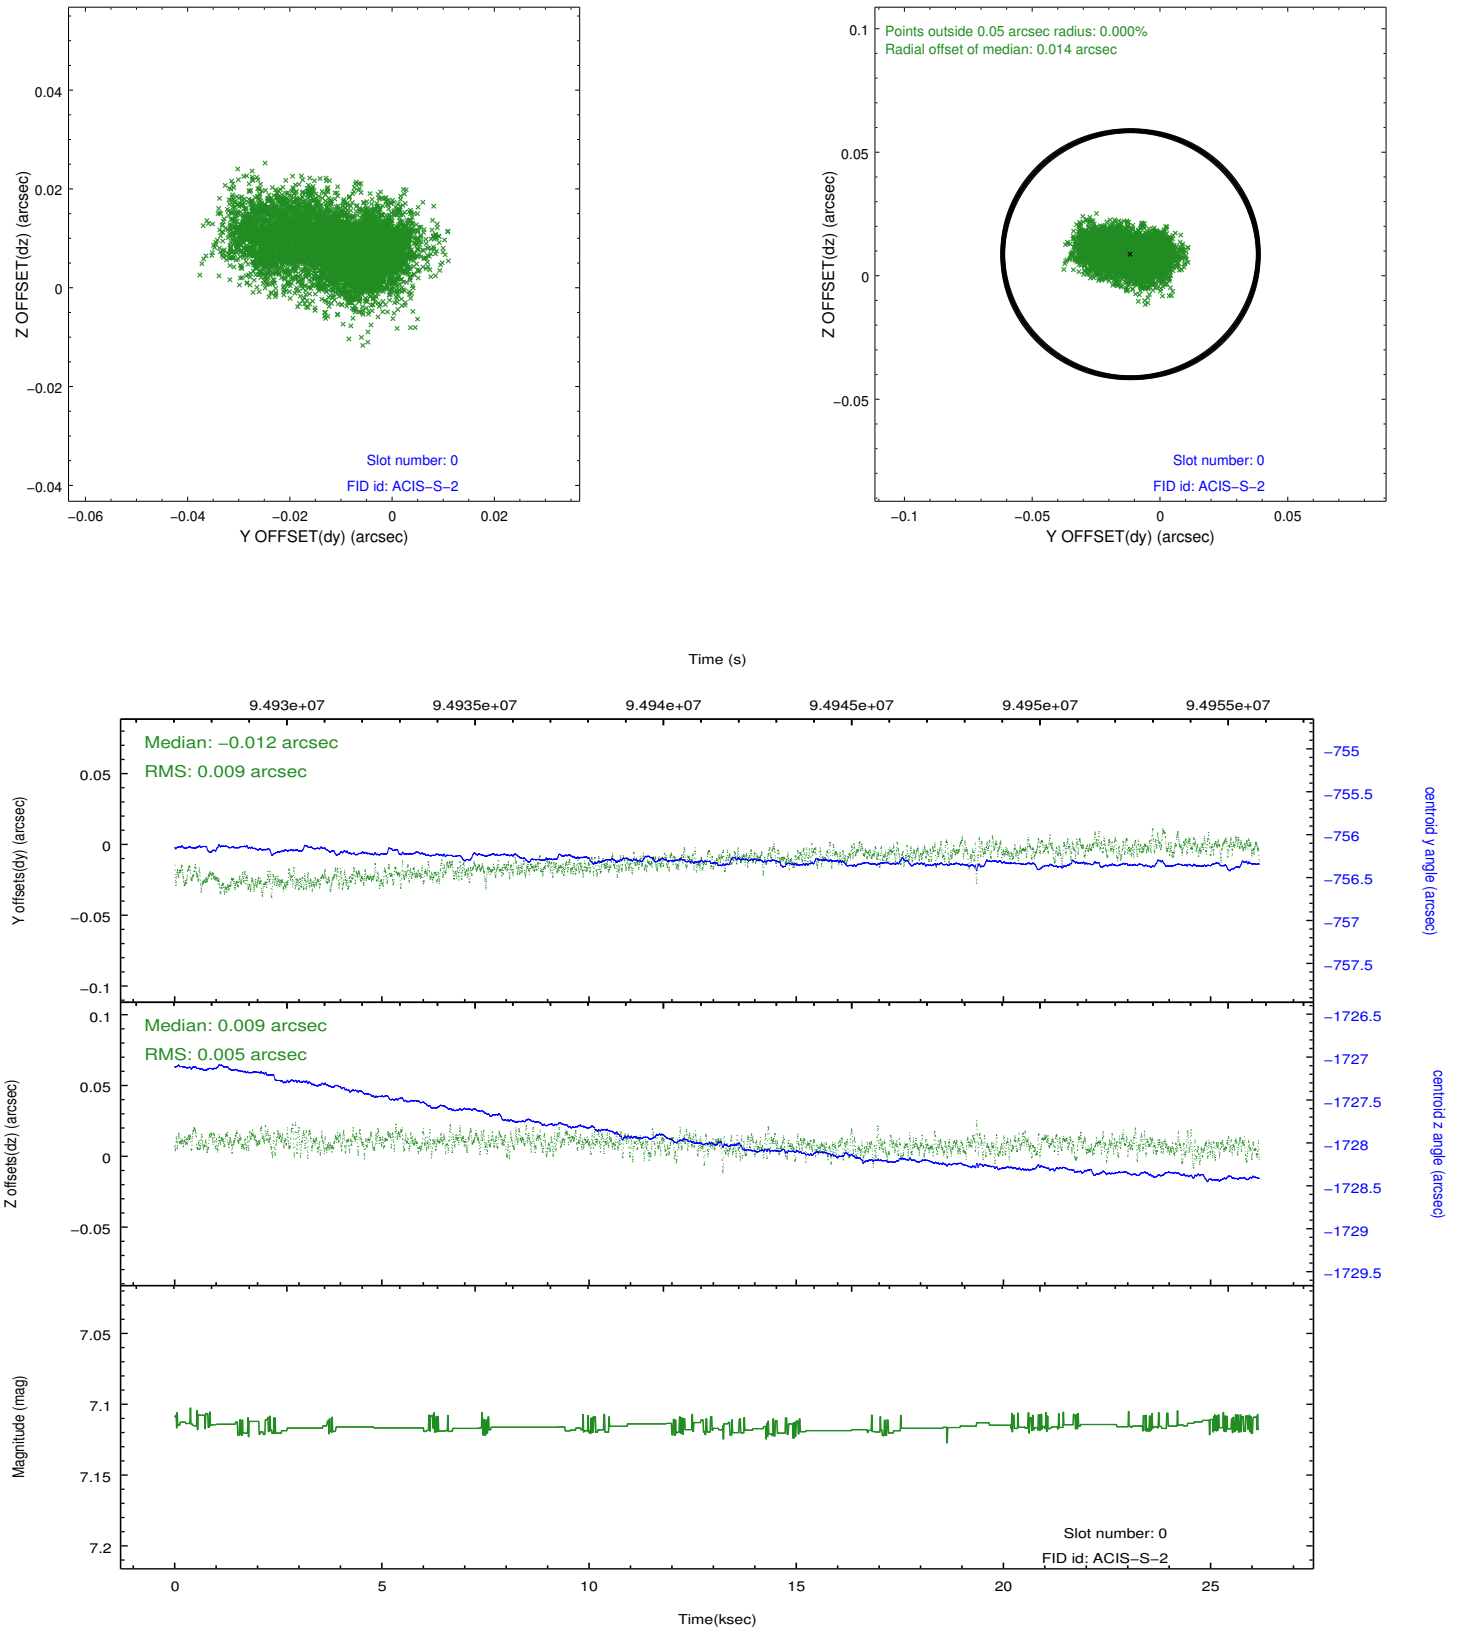 0.04
0.02
0
−0.02
−0.04
Z OFFSET(dz) (arcsec)
Slot number: 0
FID id: ACIS−S−2
−0.06
−0.04
−0.02
0
0.02
Y OFFSET(dy) (arcsec)
Points outside 0.05 arcsec radius: 0.000%
Radial offset of median: 0.014 arcsec
0.1
0.05
0
−0.05
Z OFFSET(dz) (arcsec)
Slot number: 0
FID id: ACIS−S−2
−0.1
−0.05
0
0.05
Y OFFSET(dy) (arcsec)
Time (s)
9.493e+07
9.4935e+07
9.494e+07
9.4945e+07
9.495e+07
9.4955e+07
Median: −0.012 arcsec
RMS: 0.009 arcsec
0.05
0
−0.05
−0.1
Y offsets(dy) (arcsec)
−755
−755.5
−756
−756.5
−757
−757.5
centroid y angle (arcsec)
Median: 0.009 arcsec
RMS: 0.005 arcsec
0.1
0.05
0
−0.05
Z offsets(dz) (arcsec)
−1726.5
−1727
−1727.5
−1728
−1728.5
−1729
−1729.5
centroid z angle (arcsec)
7.05
7.1
7.15
7.2
Magnitude (mag)
Slot number: 0
FID id: ACIS−S−2
0
5
10
15
20
25
Time(ksec)